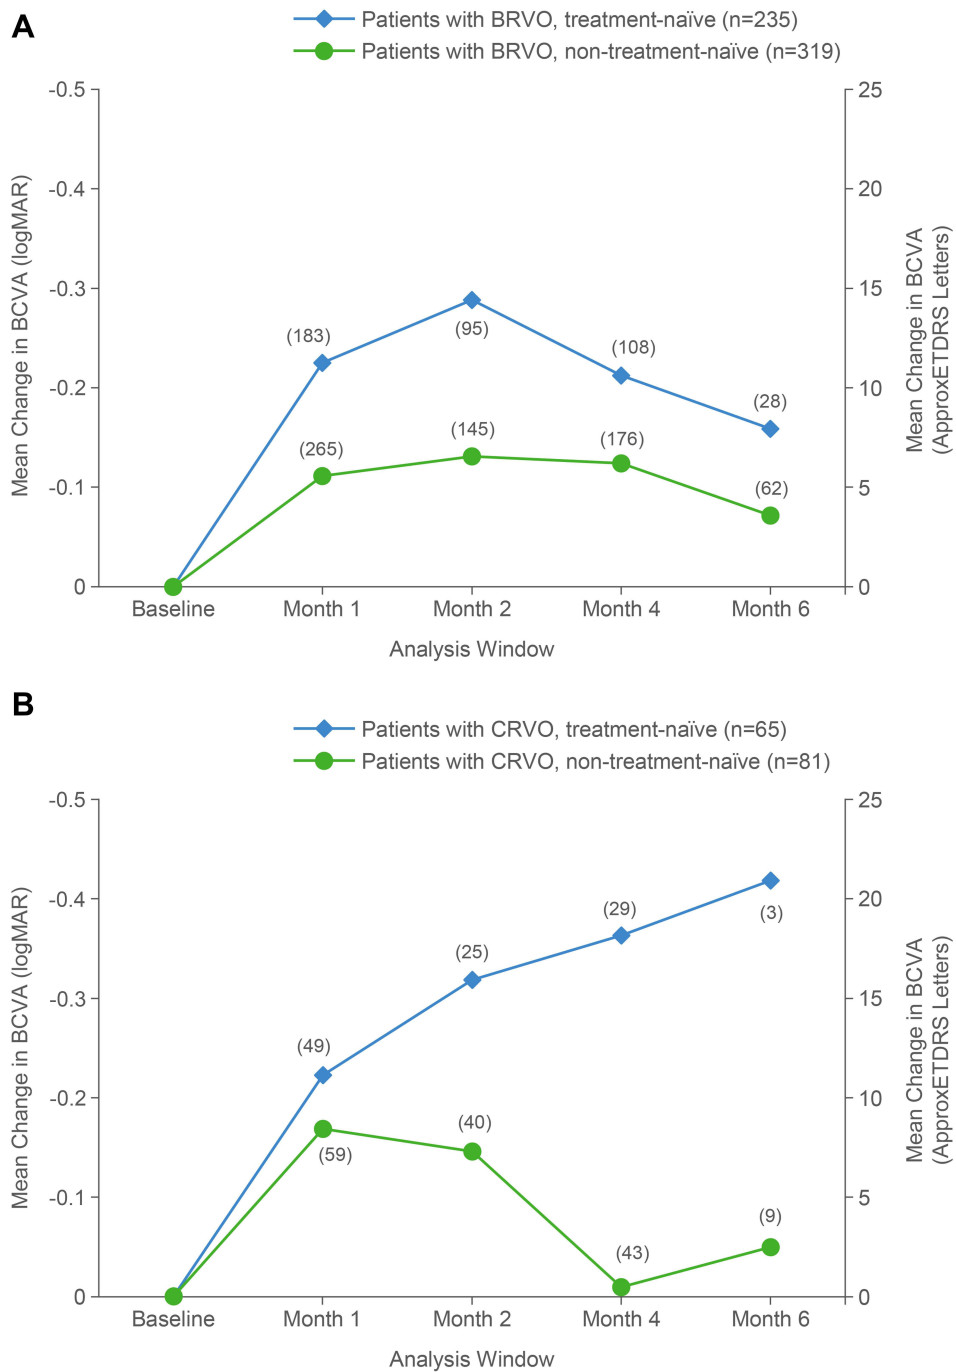 A
Patients with BRVO, treatment-naïve (n=235)
Patients with BRVO, non-treatment-naïve (n=319)
Mean Change in BCVA (logMAR)
-0.5
-0.4
-0.3
-0.2
-0.1
0
25
20
15
10
5
0
Mean Change in BCVA
(ApproxETDRS Letters)
(183)
(95)
(108)
(28)
(265)
(145)
(176)
(62)
Baseline
Month 1
Month 2
Month 4
Month 6
Analysis Window
B
Patients with CRVO, treatment-naïve (n=65)
Patients with CRVO, non-treatment-naïve (n=81)
Mean Change in BCVA (logMAR)
-0.5
-0.4
-0.3
-0.2
-0.1
0
25
20
15
10
5
0
Mean Change in BCVA
(ApproxETDRS Letters)
(49)
(25)
(29)
(3)
(59)
(40)
(43)
(9)
Baseline
Month 1
Month 2
Month 4
Month 6
Analysis Window